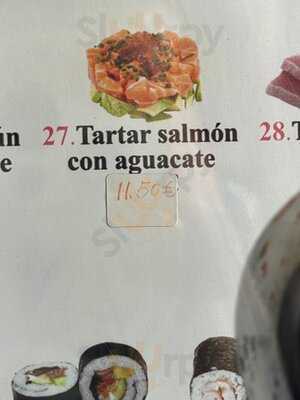 27. Tartar salmón
con aguacate
11.50€
28. T